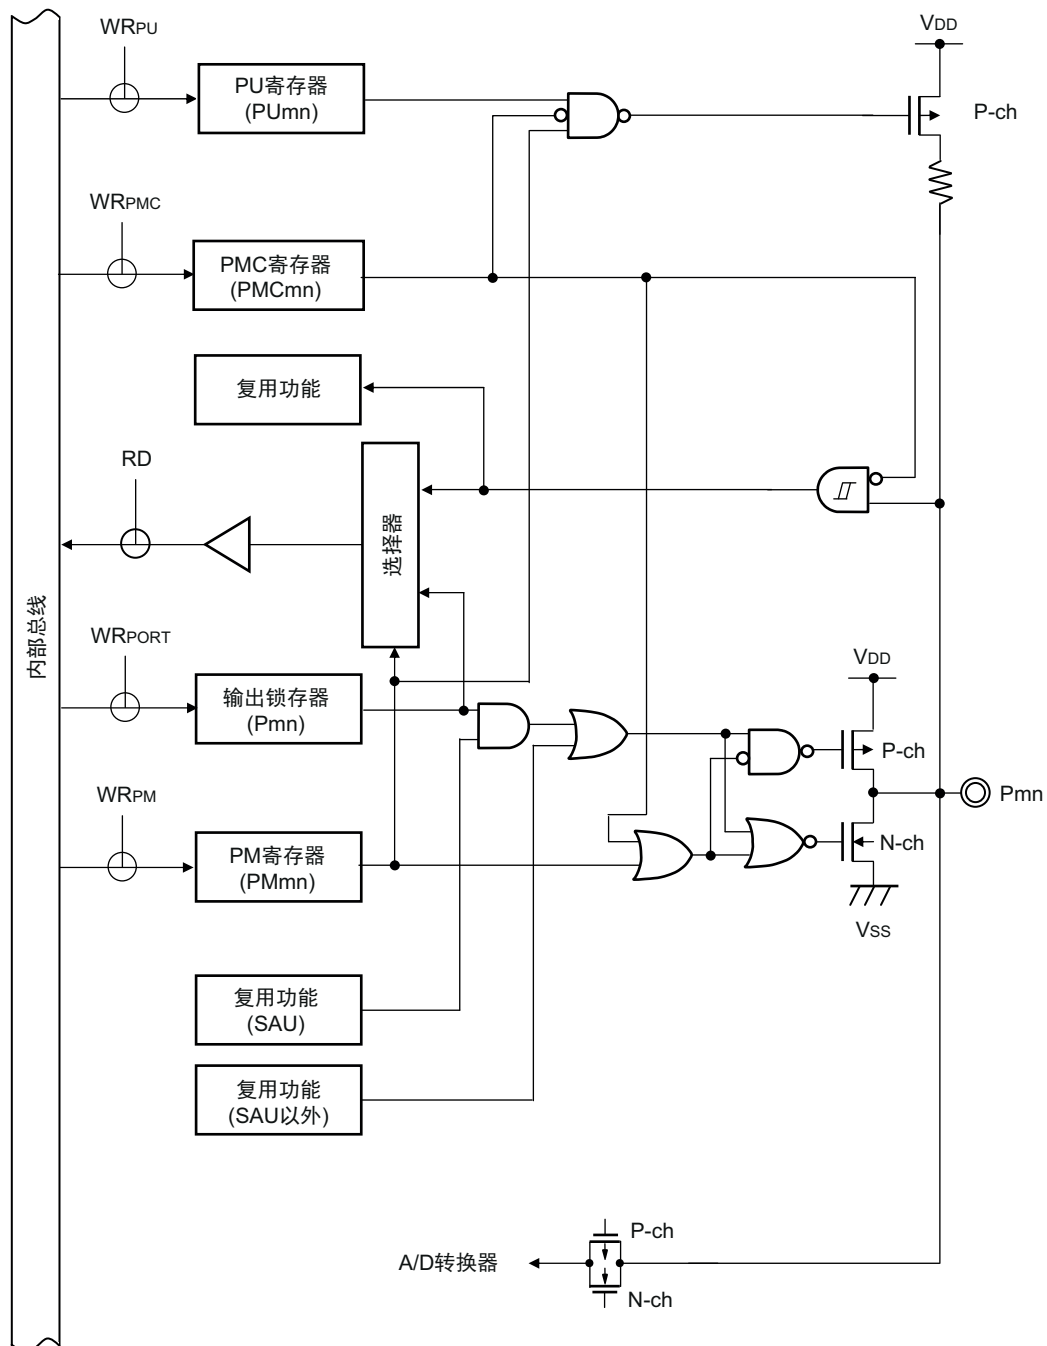 WRPU
VDD
PU寄存器
(PUmn)
P-ch
WRPMC
PMC寄存器
(PMCmn)
复用功能
RD
选择器
内部总线
WRPORT
输出锁存器
(Pmn)
VDD
P-ch
Pmn
WRPM
PM寄存器
(PMmn)
N-ch
VSS
复用功能
(SAU)
复用功能
(SAU以外)
P-ch
A/D转换器
N-ch